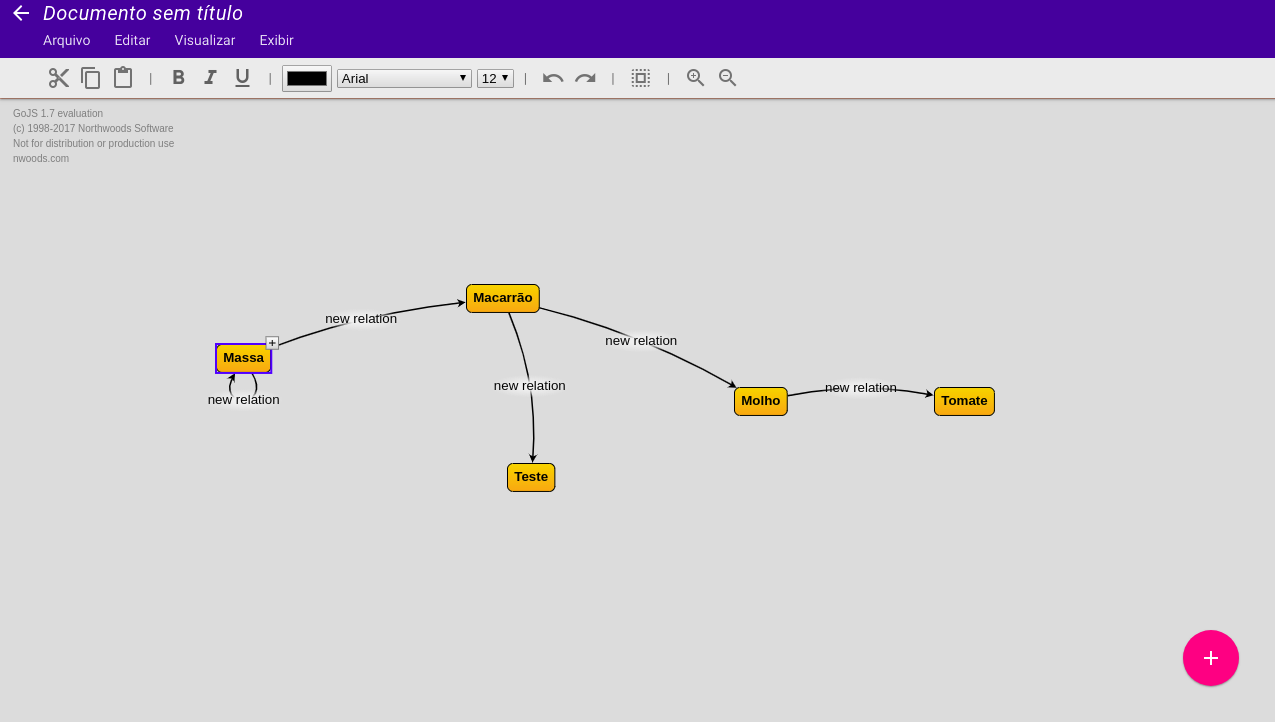 Documento sem título
Arquivo Editar Visualizar Exibir
| B I U | Arial 12 | | |
GoJS 1.7 evaluation
(c) 1998-2017 Northwoods Software
Not for distribution or production use
nwoods.com
Macarrão
new relation
new relation
Massa
new relation
new relation
new relation
Molho
Tomate
new relation
Teste